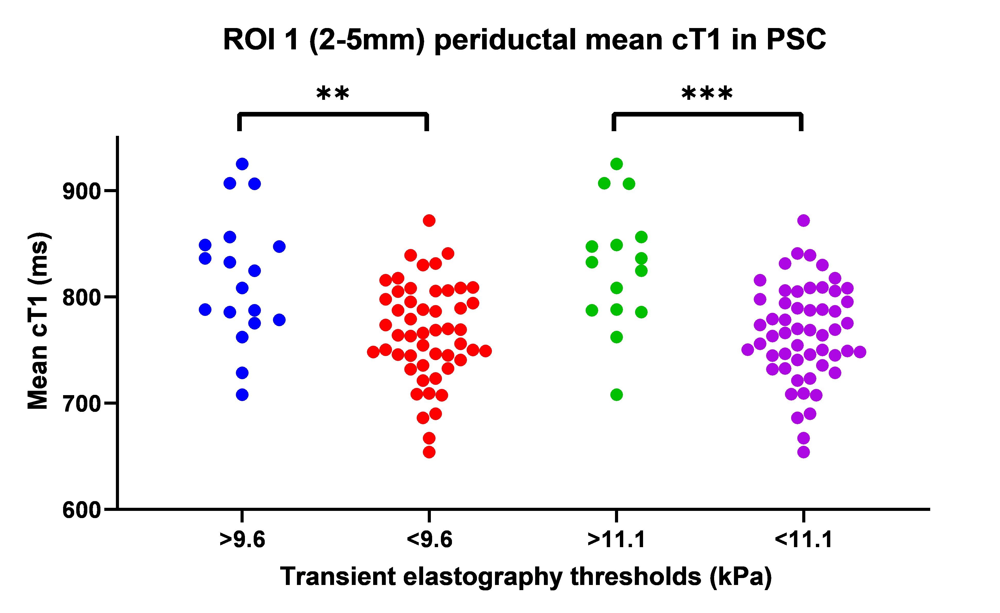 ROI 1 (2-5mm) periductal mean cT1 in PSC
** ***
900
800
700
600
Mean cT1 (ms)
>9.6 <9.6 >11.1 <11.1
Transient elastography thresholds (kPa)